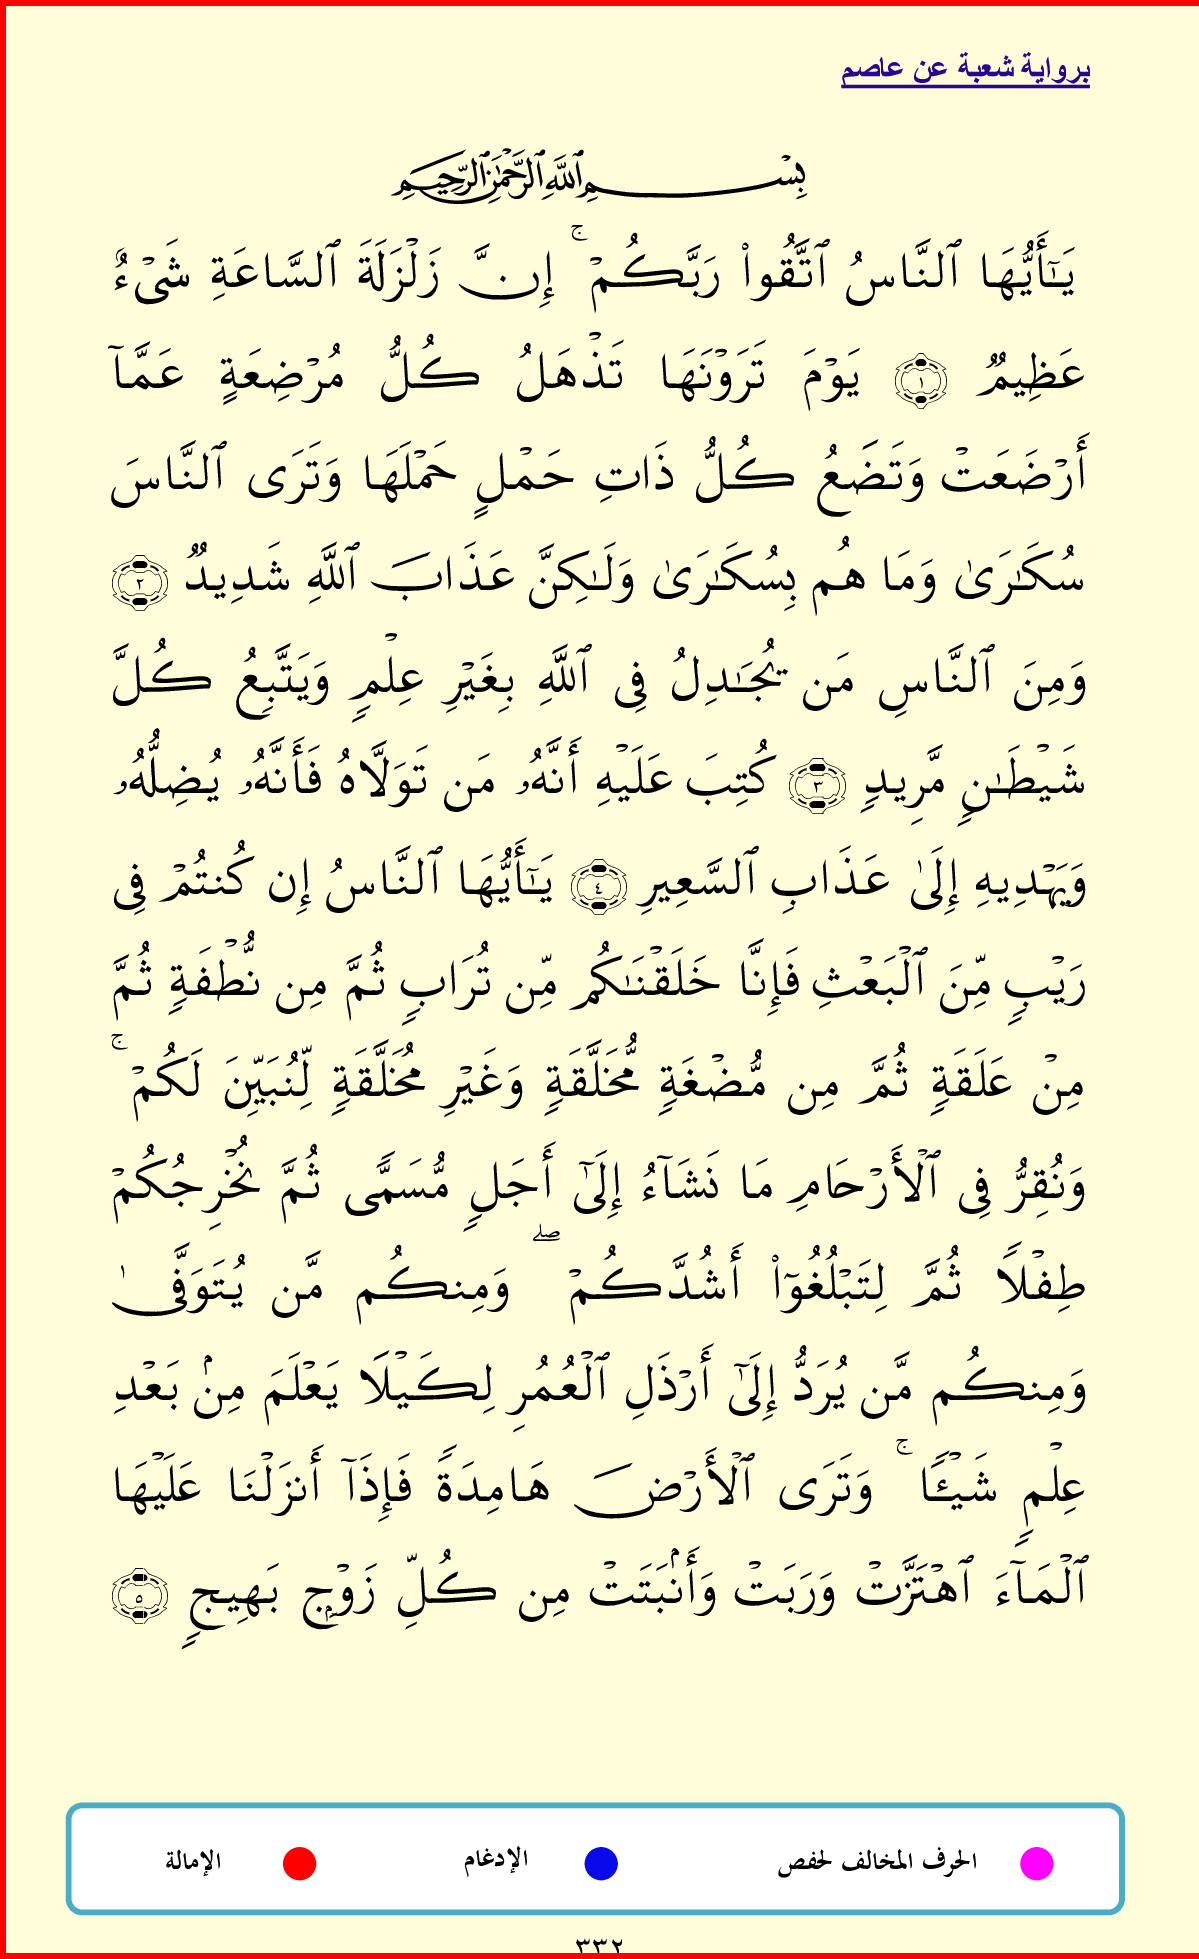 برواية شعبة عن عاصم
بِسْمِ ٱللَّهِ ٱلرَّحْمَٰنِ ٱلرَّحِيمِ
يَـٰٓأَيُّهَا ٱلنَّاسُ ٱتَّقُوا۟ رَبَّكُمْ ۚ إِنَّ زَلْزَلَةَ ٱلسَّاعَةِ شَىْءٌ
عَظِيمٌ ١ يَوْمَ تَرَوْنَهَا تَذْهَلُ كُلُّ مُرْضِعَةٍ عَمَّآ
أَرْضَعَتْ وَتَضَعُ كُلُّ ذَاتِ حَمْلٍ حَمْلَهَا وَتَرَى ٱلنَّاسَ
سُكَـٰرَىٰ وَمَا هُم بِسُكَـٰرَىٰ وَلَـٰكِنَّ عَذَابَ ٱللَّهِ شَدِيدٌ ٢
وَمِنَ ٱلنَّاسِ مَن يُجَـٰدِلُ فِى ٱللَّهِ بِغَيْرِ عِلْمٍ وَيَتَّبِعُ كُلَّ
شَيْطَـٰنٍ مَّرِيدٍ ٣ كُتِبَ عَلَيْهِ أَنَّهُۥ مَن تَوَلَّاهُ فَأَنَّهُۥ يُضِلُّهُۥ
وَيَهْدِيهِ إِلَىٰ عَذَابِ ٱلسَّعِيرِ ٤ يَـٰٓأَيُّهَا ٱلنَّاسُ إِن كُنتُمْ فِى
رَيْبٍ مِّنَ ٱلْبَعْثِ فَإِنَّا خَلَقْنَـٰكُم مِّن تُرَابٍ ثُمَّ مِن نُّطْفَةٍ ثُمَّ
مِنْ عَلَقَةٍ ثُمَّ مِن مُّضْغَةٍ مُّخَلَّقَةٍ وَغَيْرِ مُخَلَّقَةٍ لِّنُبَيِّنَ لَكُمْ ۚ
وَنُقِرُّ فِى ٱلْأَرْحَامِ مَا نَشَآءُ إِلَىٰٓ أَجَلٍ مُّسَمًّى ثُمَّ نُخْرِجُكُمْ
طِفْلًا ثُمَّ لِتَبْلُغُوٓا۟ أَشُدَّكُمْ ۖ وَمِنكُم مَّن يُتَوَفَّىٰ
وَمِنكُم مَّن يُرَدُّ إِلَىٰٓ أَرْذَلِ ٱلْعُمُرِ لِكَيْلَا يَعْلَمَ مِنۢ بَعْدِ
عِلْمٍ شَيْـًٔا ۚ وَتَرَى ٱلْأَرْضَ هَامِدَةً فَإِذَآ أَنزَلْنَا عَلَيْهَا
ٱلْمَآءَ ٱهْتَزَّتْ وَرَبَتْ وَأَنۢبَتَتْ مِن كُلِّ زَوْجٍۭ بَهِيجٍ ٥
الحرف المخالف لحفص الإدغام الإمالة
٣٣٢